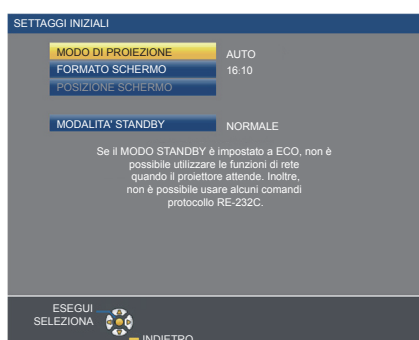 SETTAGGI INIZIALI
MODO DI PROIEZIONE AUTO
FORMATO SCHERMO 16:10
POSIZIONE SCHERMO
MODALITA' STANDBY NORMALE
Se il MODO STANDBY è impostato a ECO, non è
possibile utilizzare le funzioni di rete
quando il proiettore attende. Inoltre,
non è possibile usare alcuni comandi
protocollo RE-232C.
ESEGUI
SELEZIONA
INDIETRO